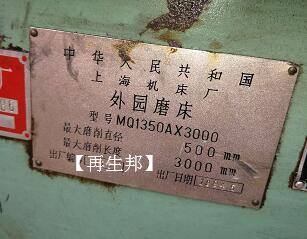 中华人民共和国
上海机床厂
外园磨床
型号 MQ1350AX3000
最大磨削直径 500 mm
最大磨削长度 3000 mm
出厂编 【再生邦】 出厂日期